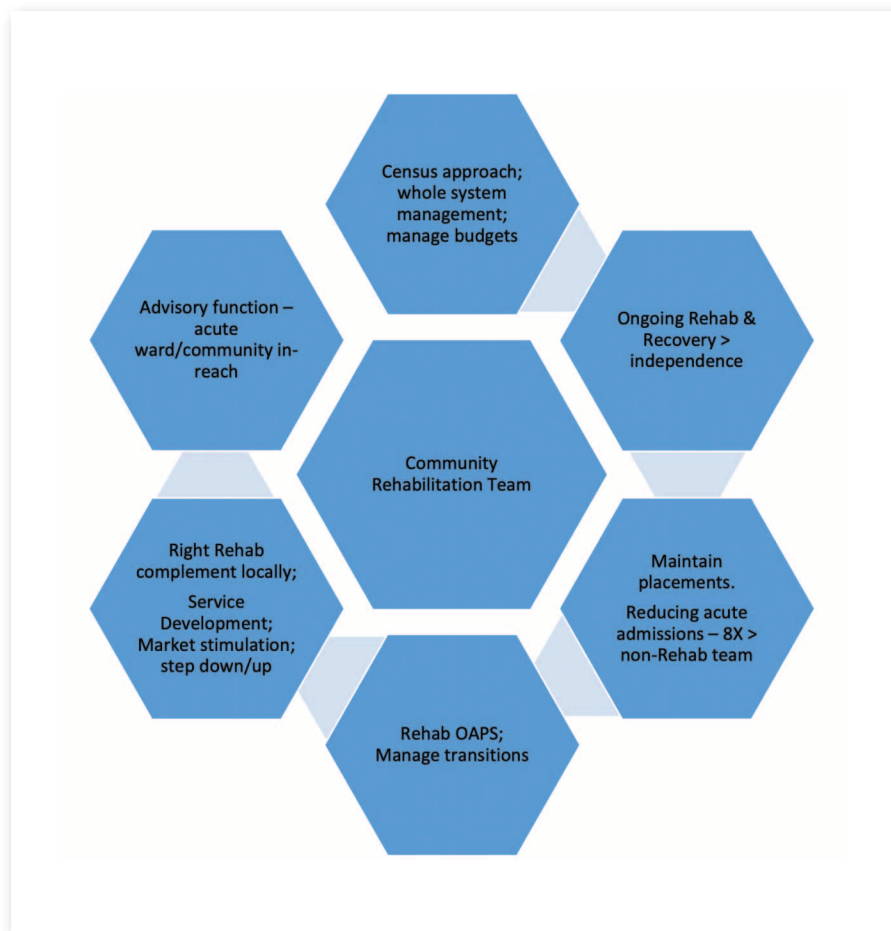 Census approach;
whole system
management;
manage budgets
Advisory function –
acute
ward/community in-
reach
Ongoing Rehab &
Recovery >
independence
Community
Rehabilitation Team
Right Rehab
complement locally;
Service
Development;
Market stimulation;
step down/up
Maintain
placements.
Reducing acute
admissions – 8X >
non-Rehab team
Rehab OAPS;
Manage transitions